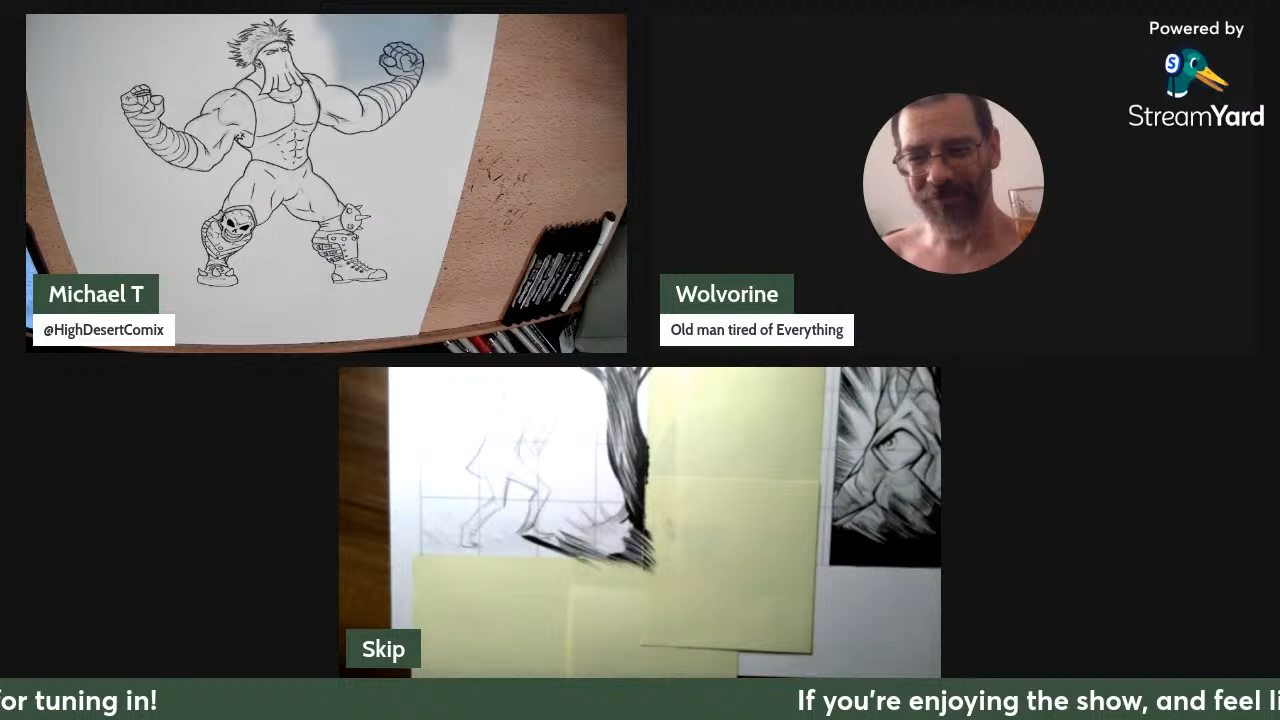 Powered by
StreamYard
Michael T
@HighDesertComix
Wolvorine
Old man tired of Everything
Skip
or tuning in!
If you're enjoying the show, and feel li